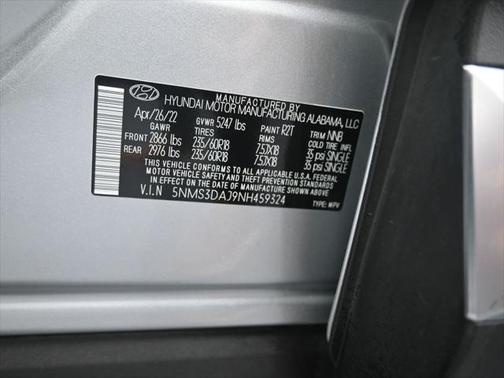 MANUFACTURED BY
HYUNDAI MOTOR MANUFACTURING ALABAMA, LLC
Apr/26/22 GVWR 5247 lbs PAINT R2T TRIM NNB
GAWR TIRES RIMS COLD TIRE INFL.
FRONT 2866 lbs 235/60R18 7.5JX18 35 psi SINGLE
REAR 2976 lbs 235/60R18 7.5JX18 35 psi SINGLE
THIS VEHICLE CONFORMS TO ALL APPLICABLE U.S. FEDERAL MOTOR VEHICLE
SAFETY AND THEFT PREVENTION STANDARDS IN EFFECT ON THE DATE OF
MANUFACTURE SHOWN ABOVE.
V.I.N 5NMS3DAJ9NH459324 TYPE: MPV